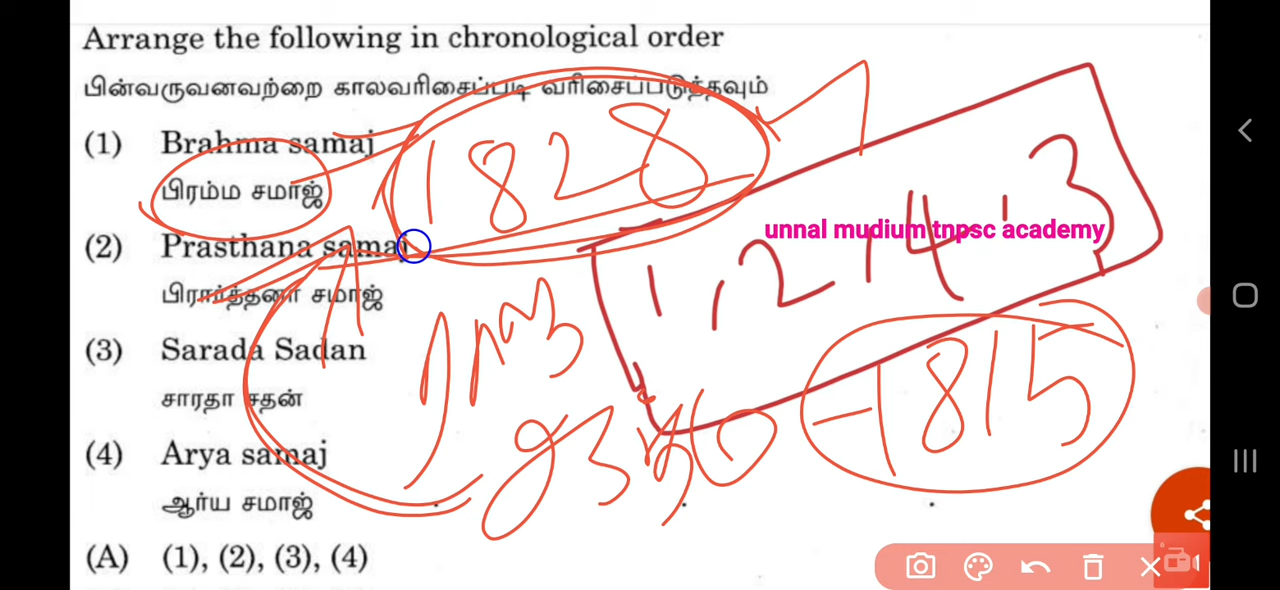 Arrange the following in chronological order
பின்வருவனவற்றை காலவரிசைப்படி வரிசைப்படுத்தவும்
(1) Brahma samaj
பிரம்ம சமாஜ்
1828
(2) Prasthana samaj
பிரார்த்தனா சமாஜ்
unnal mudium tnpsc academy
1, 2, 4, 3
(3) Sarada Sadan
சாரதா சதன்
1815
(4) Arya samaj
ஆர்ய சமாஜ்
(A) (1), (2), (3), (4)